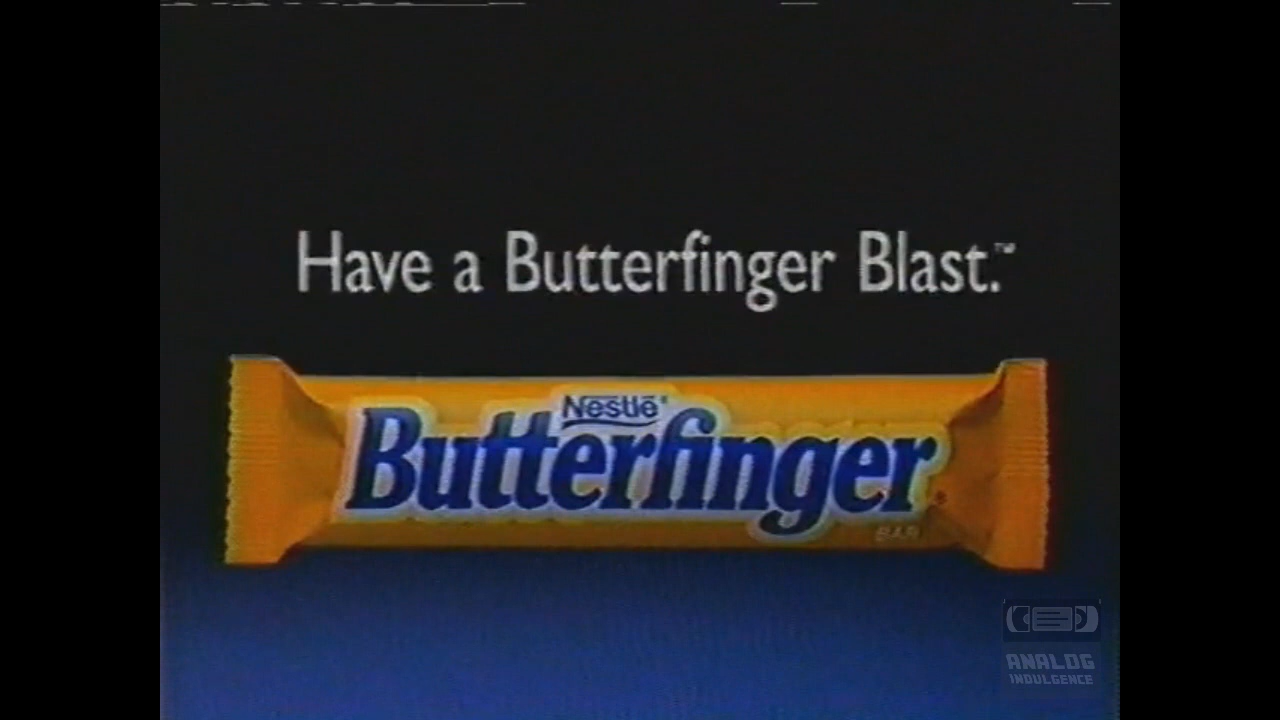 Have a Butterfinger Blast.™
Nestlé®
Butterfinger®
BAR
ANALOG
INDULGENCE